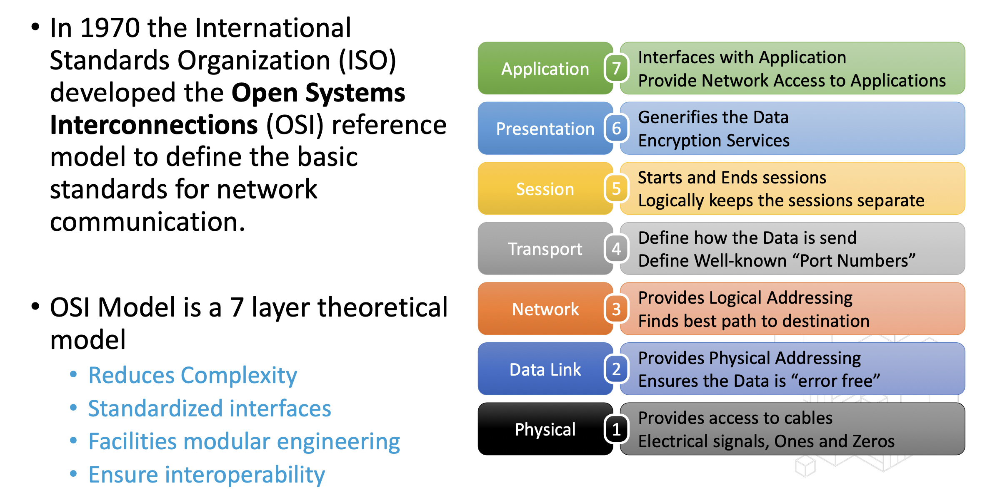 • In 1970 the International
Standards Organization (ISO)
developed the Open Systems
Interconnections (OSI) reference
model to define the basic
standards for network
communication.
• OSI Model is a 7 layer theoretical
model
• Reduces Complexity
• Standardized interfaces
• Facilities modular engineering
• Ensure interoperability
Application 7
Interfaces with Application
Provide Network Access to Applications
Presentation 6
Generifies the Data
Encryption Services
Session 5
Starts and Ends sessions
Logically keeps the sessions separate
Transport 4
Define how the Data is send
Define Well-known “Port Numbers”
Network 3
Provides Logical Addressing
Finds best path to destination
Data Link 2
Provides Physical Addressing
Ensures the Data is “error free”
Physical 1
Provides access to cables
Electrical signals, Ones and Zeros